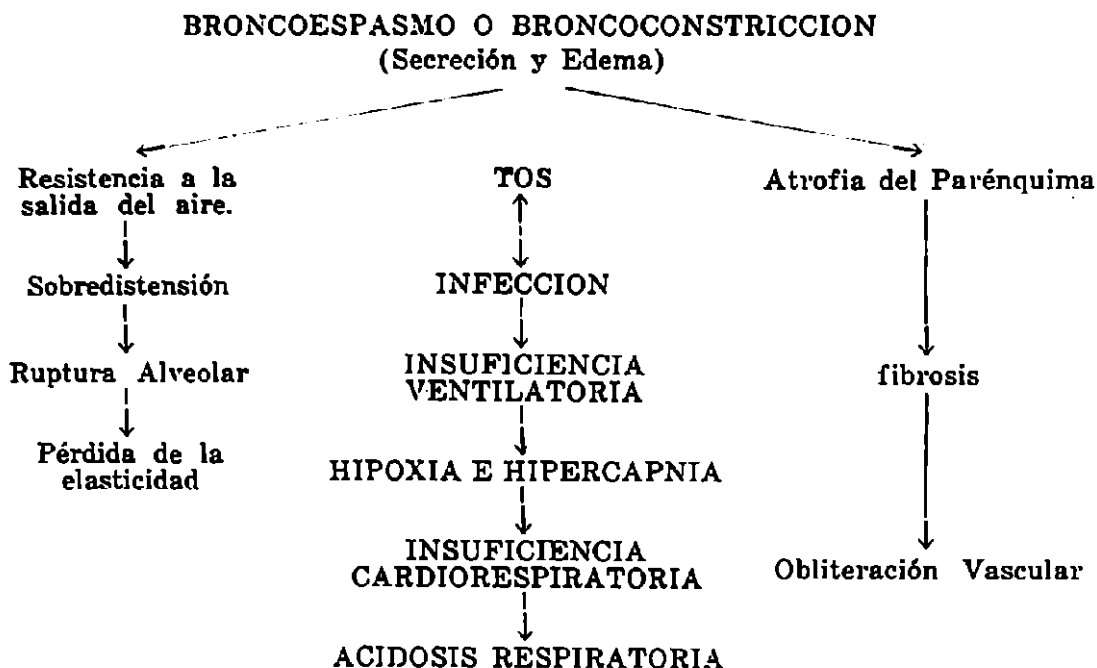 BRONCOESPASMO O BRONCOCONSTRICCION
(Secreción y Edema)
Resistencia a la
salida del aire.
Sobredistensión
Ruptura Alveolar
Pérdida de la
elasticidad
TOS
INFECCION
INSUFICIENCIA
VENTILATORIA
HIPOXIA E HIPERCAPNIA
INSUFICIENCIA
CARDIORESPIRATORIA
ACIDOSIS RESPIRATORIA
Atrofia del Parénquima
fibrosis
Obliteración Vascular